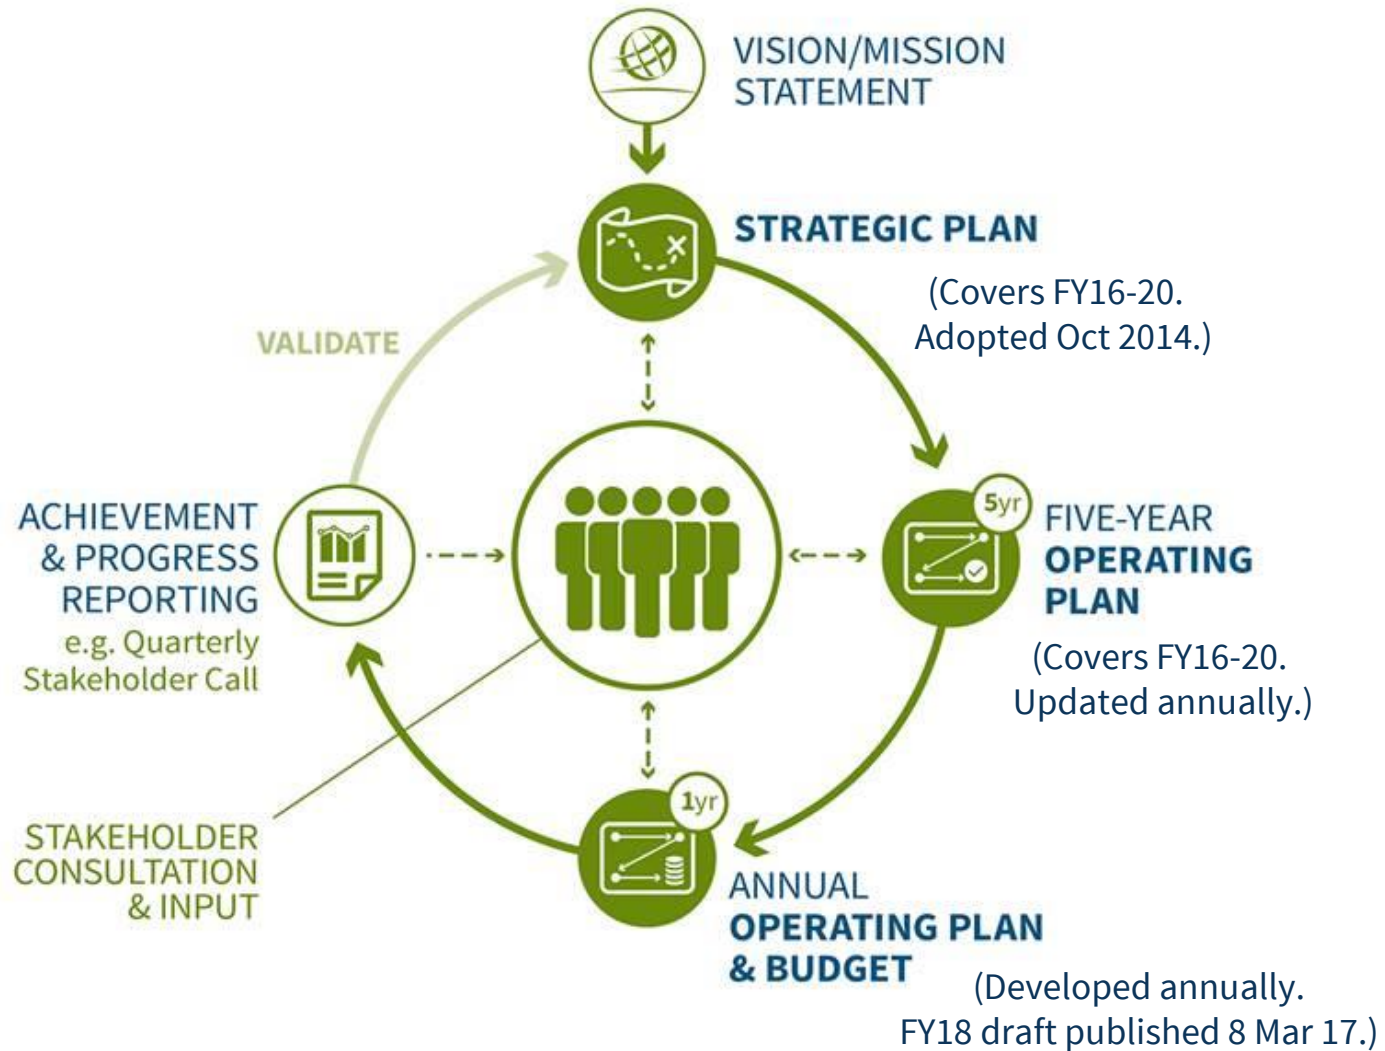 VISION/MISSION
STATEMENT
STRATEGIC PLAN
(Covers FY16-20.
Adopted Oct 2014.)
VALIDATE
5yr
FIVE-YEAR
OPERATING
PLAN
(Covers FY16-20.
Updated annually.)
ACHIEVEMENT
& PROGRESS
REPORTING
e.g. Quarterly
Stakeholder Call
STAKEHOLDER
CONSULTATION
& INPUT
1yr
ANNUAL
OPERATING PLAN
& BUDGET
(Developed annually.
FY18 draft published 8 Mar 17.)